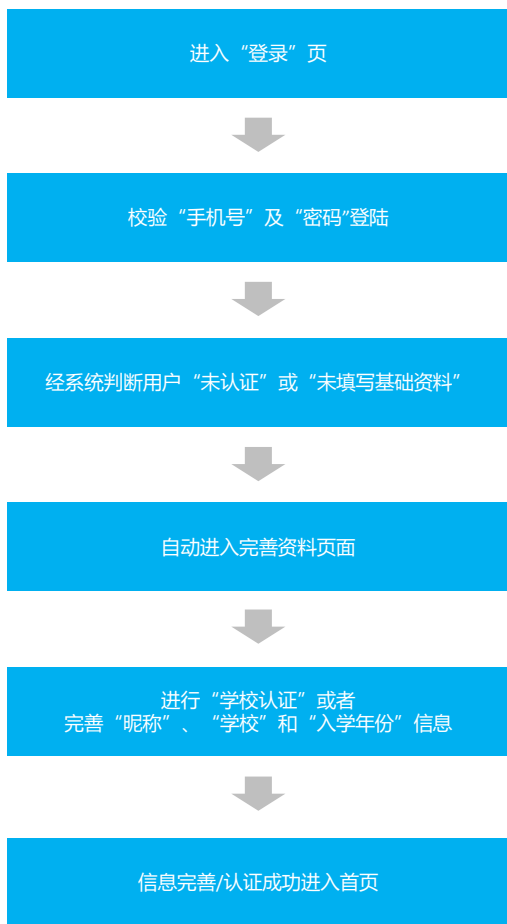 进入“登录”页
校验“手机号”及“密码”登陆
经系统判断用户“未认证”或“未填写基础资料”
自动进入完善资料页面
进行“学校认证”或者
完善“昵称”、“学校”和“入学年份”信息
信息完善/认证成功进入首页